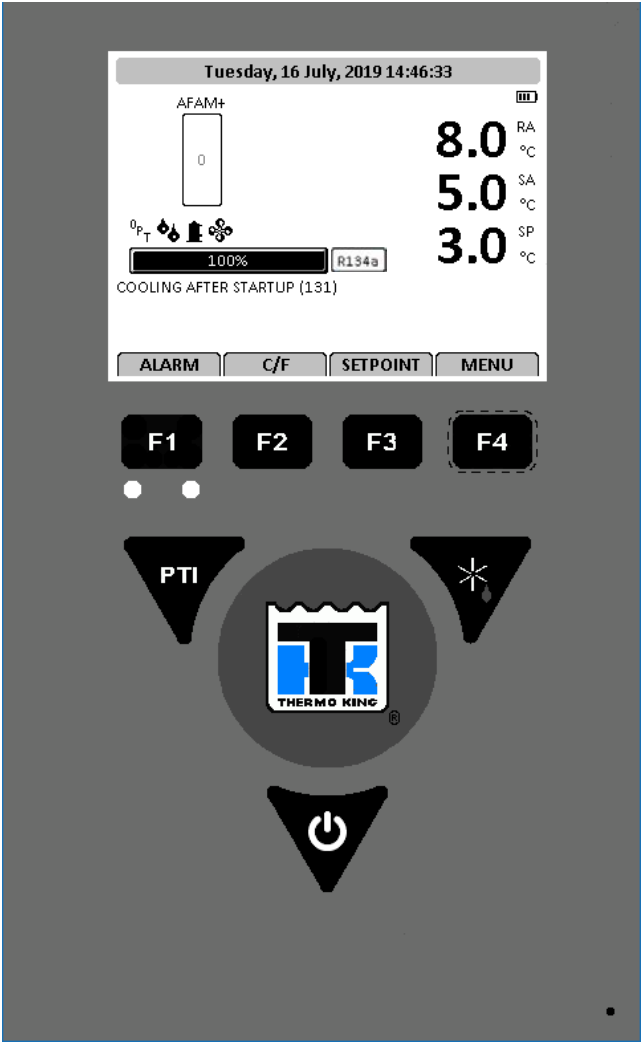 Tuesday, 16 July, 2019 14:46:33
AFAM+
0
8.0 RA °C
5.0 SA °C
3.0 SP °C
0PT
100% R134a
COOLING AFTER STARTUP (131)
ALARM C/F SETPOINT MENU
F1 F2 F3 F4
PTI
THERMO KING
®